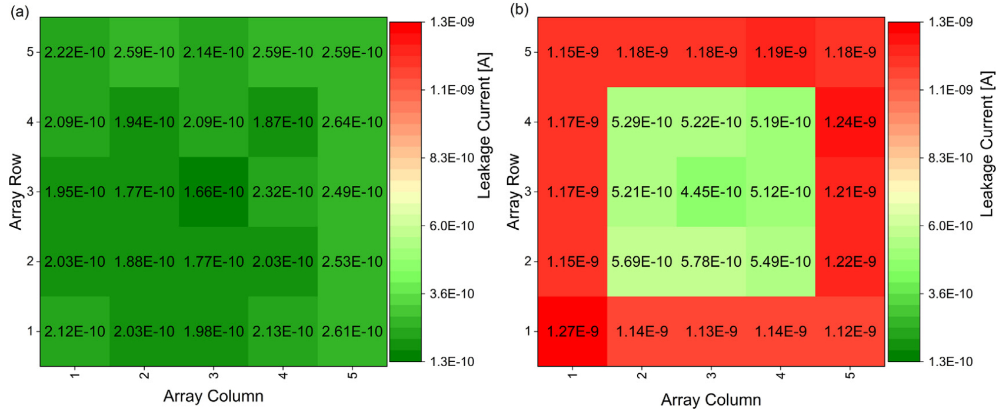 (a)
5 2.22E-10 2.59E-10 2.14E-10 2.59E-10 2.59E-10
4 2.09E-10 1.94E-10 2.09E-10 1.87E-10 2.64E-10
3 1.95E-10 1.77E-10 1.66E-10 2.32E-10 2.49E-10
2 2.03E-10 1.88E-10 1.77E-10 2.03E-10 2.53E-10
1 2.12E-10 2.03E-10 1.98E-10 2.13E-10 2.61E-10
1 2 3 4 5
Array Column
Array Row
1.3E-09
1.1E-09
8.3E-10
6.0E-10
3.6E-10
1.3E-10
Leakage Current [A]
(b)
5 1.15E-9 1.18E-9 1.18E-9 1.19E-9 1.18E-9
4 1.17E-9 5.29E-10 5.22E-10 5.19E-10 1.24E-9
3 1.17E-9 5.21E-10 4.45E-10 5.12E-10 1.21E-9
2 1.15E-9 5.69E-10 5.78E-10 5.49E-10 1.22E-9
1 1.27E-9 1.14E-9 1.13E-9 1.14E-9 1.12E-9
1 2 3 4 5
Array Column
Array Row
1.3E-09
1.1E-09
8.3E-10
6.0E-10
3.6E-10
1.3E-10
Leakage Current [A]